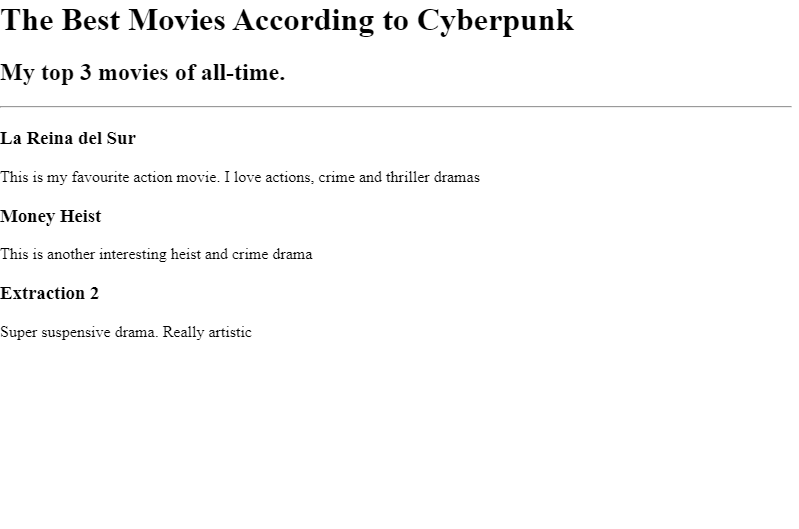 The Best Movies According to Cyberpunk
My top 3 movies of all-time.
La Reina del Sur
This is my favourite action movie. I love actions, crime and thriller dramas
Money Heist
This is another interesting heist and crime drama
Extraction 2
Super suspensive drama. Really artistic